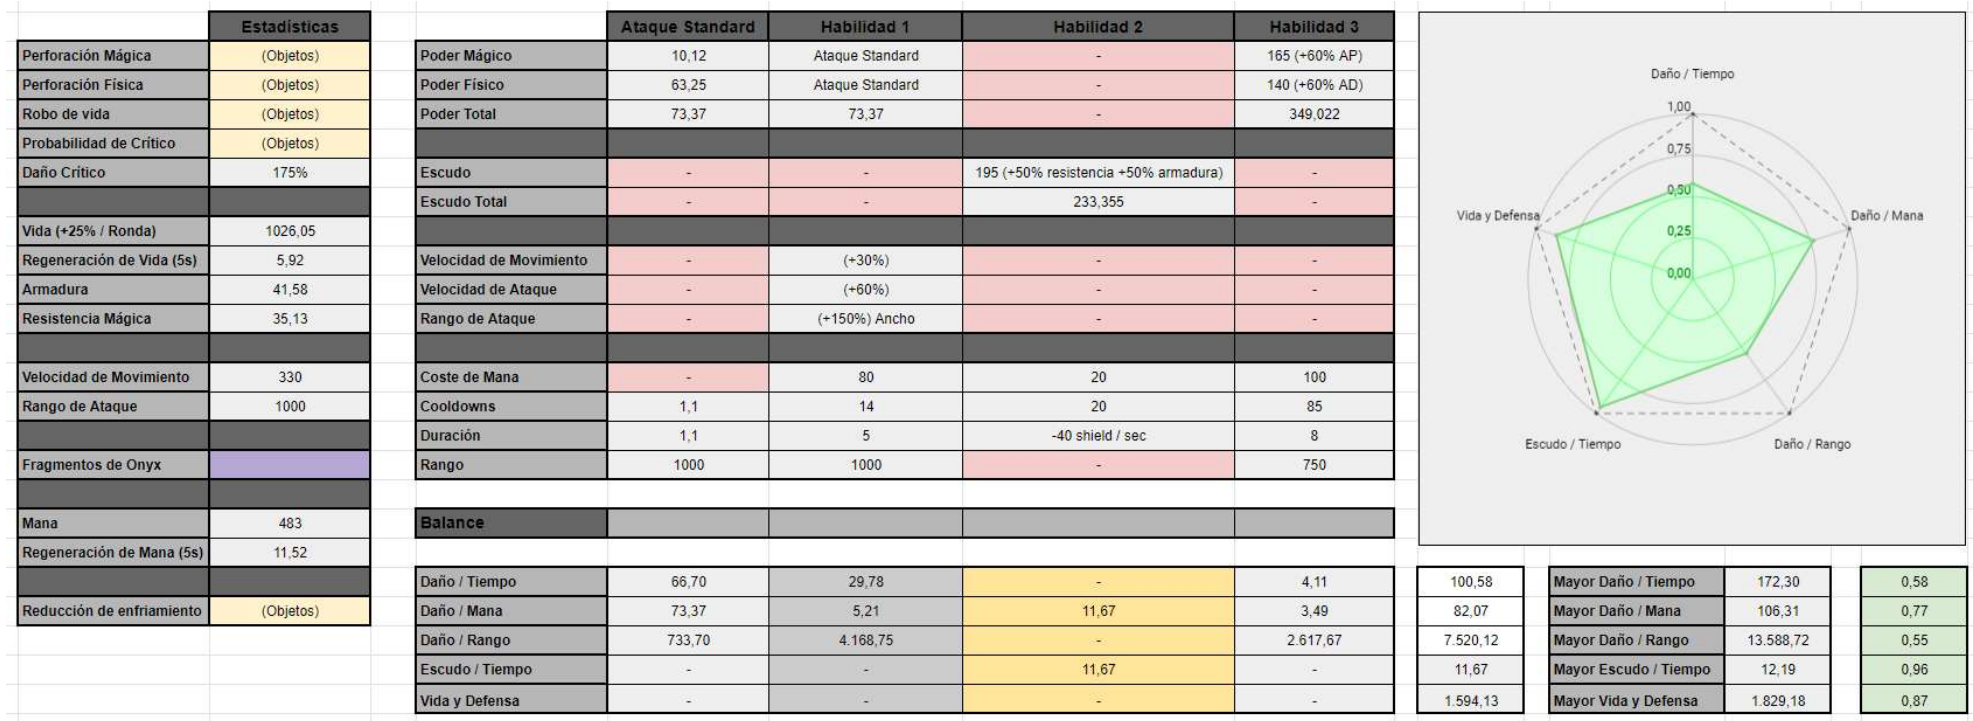 Estadísticas
Perforación Mágica (Objetos)
Perforación Física (Objetos)
Robo de vida (Objetos)
Probabilidad de Crítico (Objetos)
Daño Crítico 175%
Vida (+25% / Ronda) 1026,05
Regeneración de Vida (5s) 5,92
Armadura 41,58
Resistencia Mágica 35,13
Velocidad de Movimiento 330
Rango de Ataque 1000
Fragmentos de Onyx
Mana 483
Regeneración de Mana (5s) 11,52
Reducción de enfriamiento (Objetos)
Ataque Standard Habilidad 1 Habilidad 2 Habilidad 3
Poder Mágico 10,12 Ataque Standard - 165 (+60% AP)
Poder Físico 63,25 Ataque Standard - 140 (+60% AD)
Poder Total 73,37 73,37 - 349,022
Escudo - - 195 (+50% resistencia +50% armadura) -
Escudo Total - - 233,355 -
Velocidad de Movimiento - (+30%) - -
Velocidad de Ataque - (+60%) - -
Rango de Ataque - (+150%) Ancho - -
Coste de Mana - 80 20 100
Cooldowns 1,1 14 20 85
Duración 1,1 5 -40 shield / sec 8
Rango 1000 1000 - 750
Balance
Daño / Tiempo 66,70 29,78 - 4,11 100,58 Mayor Daño / Tiempo 172,30 0,58
Daño / Mana 73,37 5,21 11,67 3,49 82,07 Mayor Daño / Mana 106,31 0,77
Daño / Rango 733,70 4.168,75 - 2.617,67 7.520,12 Mayor Daño / Rango 13.588,72 0,55
Escudo / Tiempo - - 11,67 - 11,67 Mayor Escudo / Tiempo 12,19 0,96
Vida y Defensa - - - - 1.594,13 Mayor Vida y Defensa 1.829,18 0,87
Daño / Tiempo
1,00
0,75
0,50
Vida y Defensa
Daño / Mana
0,25
0,00
Escudo / Tiempo
Daño / Rango